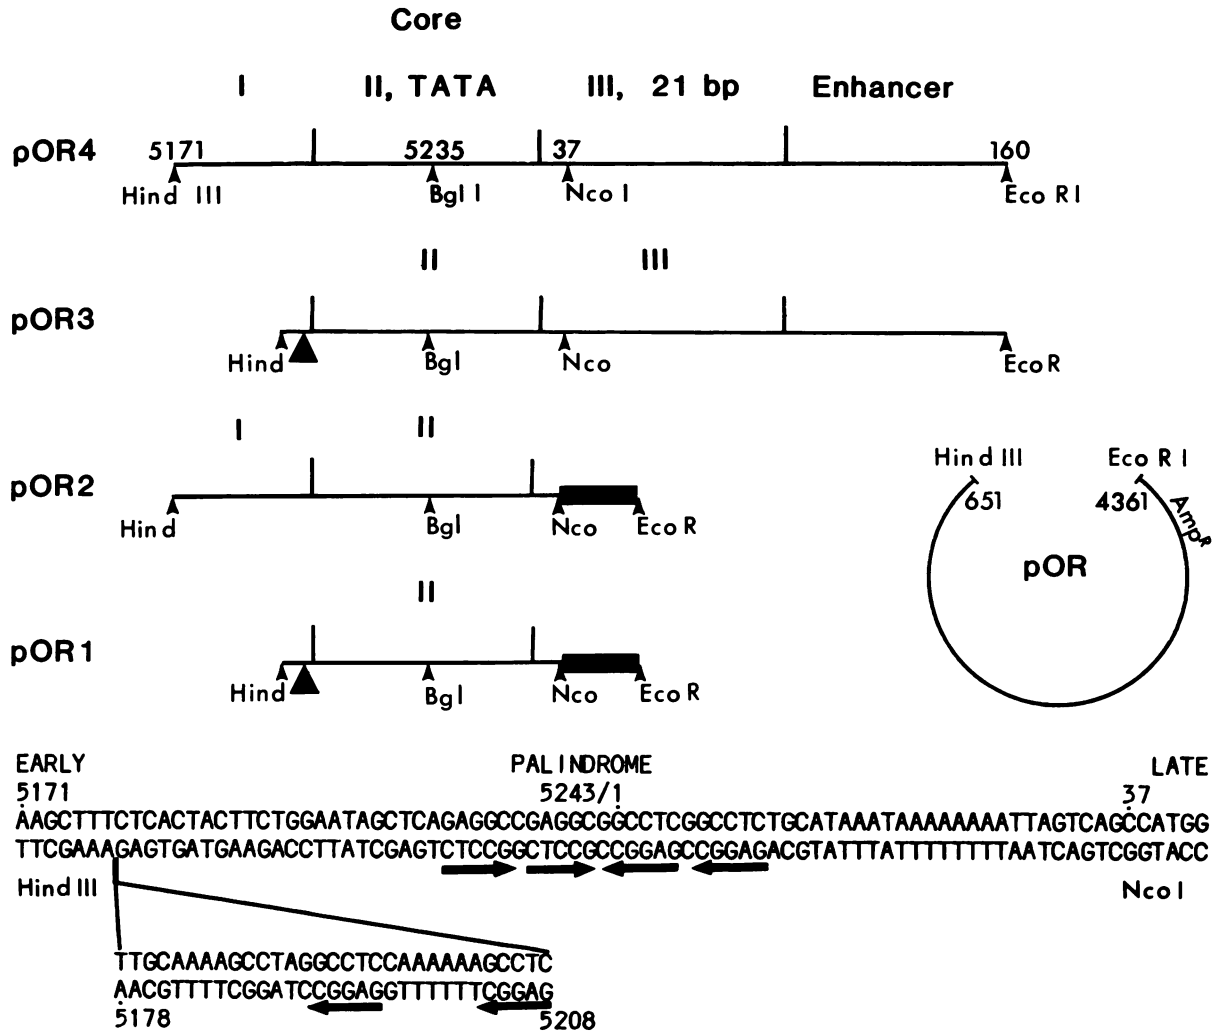 Core
I II, TATA III, 21 bp Enhancer
pOR4 5171 5235 37 160
Hind III Bgl I Nco I Eco RI
II III
pOR3
Hind Bgl Nco Eco R
I II
Hind III Eco R I
pOR2
651 4361 Amp^R
Hind Bgl Nco Eco R
pOR
II
pOR1
Hind Bgl Nco Eco R
EARLY PALINDROME LATE
5171 5243/1 37
AAGCTTTCTCACTACTTCTGGAATAGCTCAGAGGCCGAGGCGGCCTCGGCCTCTGCATAAATAAAAAAAATTAGTCAGCCATGG
TTCGAAAGAGTGATGAAGACCTTATCGAGTCTCCGGCTCCGCCGGAGCCGGAGACGTATTTATTTTTTTTAATCAGTCGGTACC
Hind III Nco I
TTGCAAAAGCCTAGGCCTCCAAAAAAGCCTC
AACGTTTTCGGATCCGGAGGTTTTTTCGGAG
5178 5208